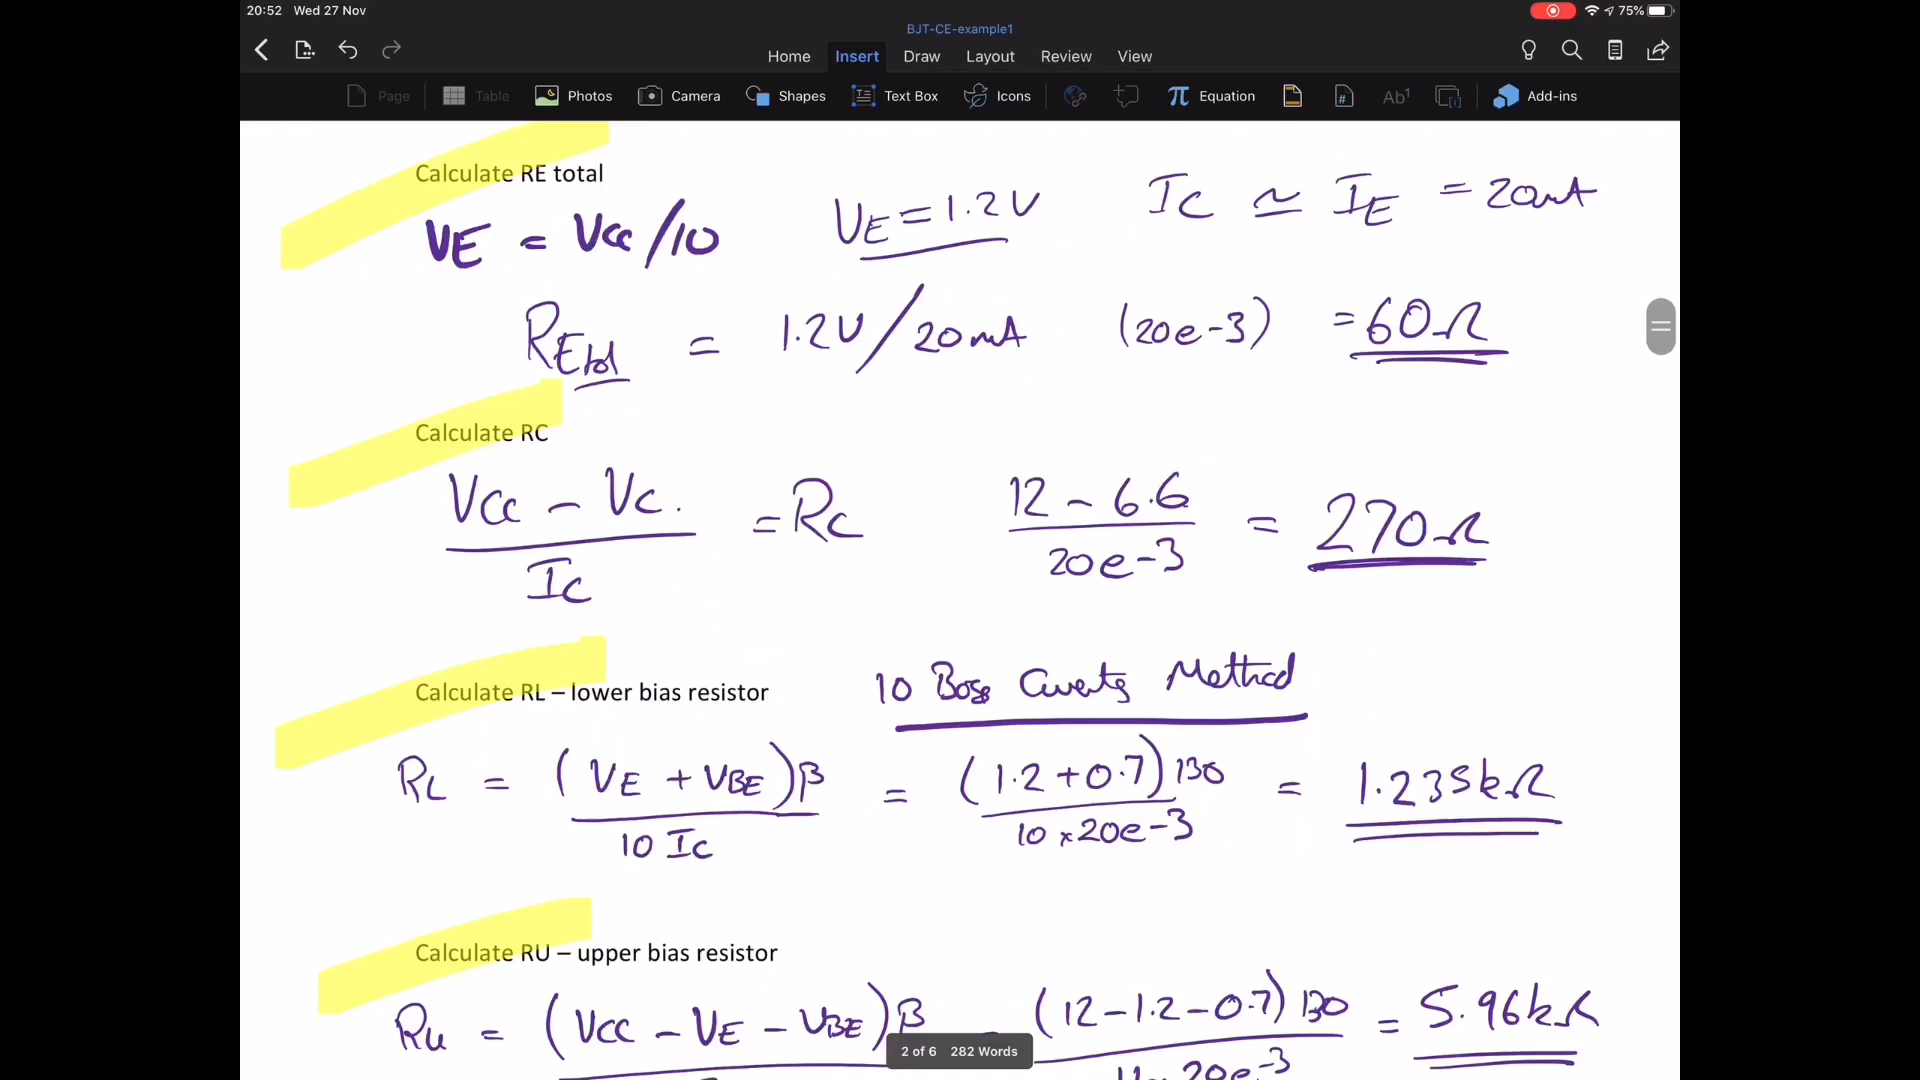 20:52 Wed 27 Nov
75%
BJT-CE-example1
Home Insert Draw Layout Review View
Page Table Photos Camera Shapes Text Box Icons Equation # Ab¹ Add-ins
Calculate RE total
VE = VCC/10 VE = 1.2V IC ≃ IE = 20mA
REtot = 1.2V/20mA (20e-3) = 60Ω
Calculate RC
VCC - VC. = RC 12 - 6.6 = 270Ω
IC 20e-3
Calculate RL – lower bias resistor 10 Base Currents Method
RL = (VE + VBE)β = (1.2+0.7)130 = 1.235kΩ
10 IC 10 x 20e-3
Calculate RU – upper bias resistor
RU = (VCC - VE - VBE)β (12-1.2-0.7)130 = 5.96kΩ
20e-3
2 of 6 282 Words